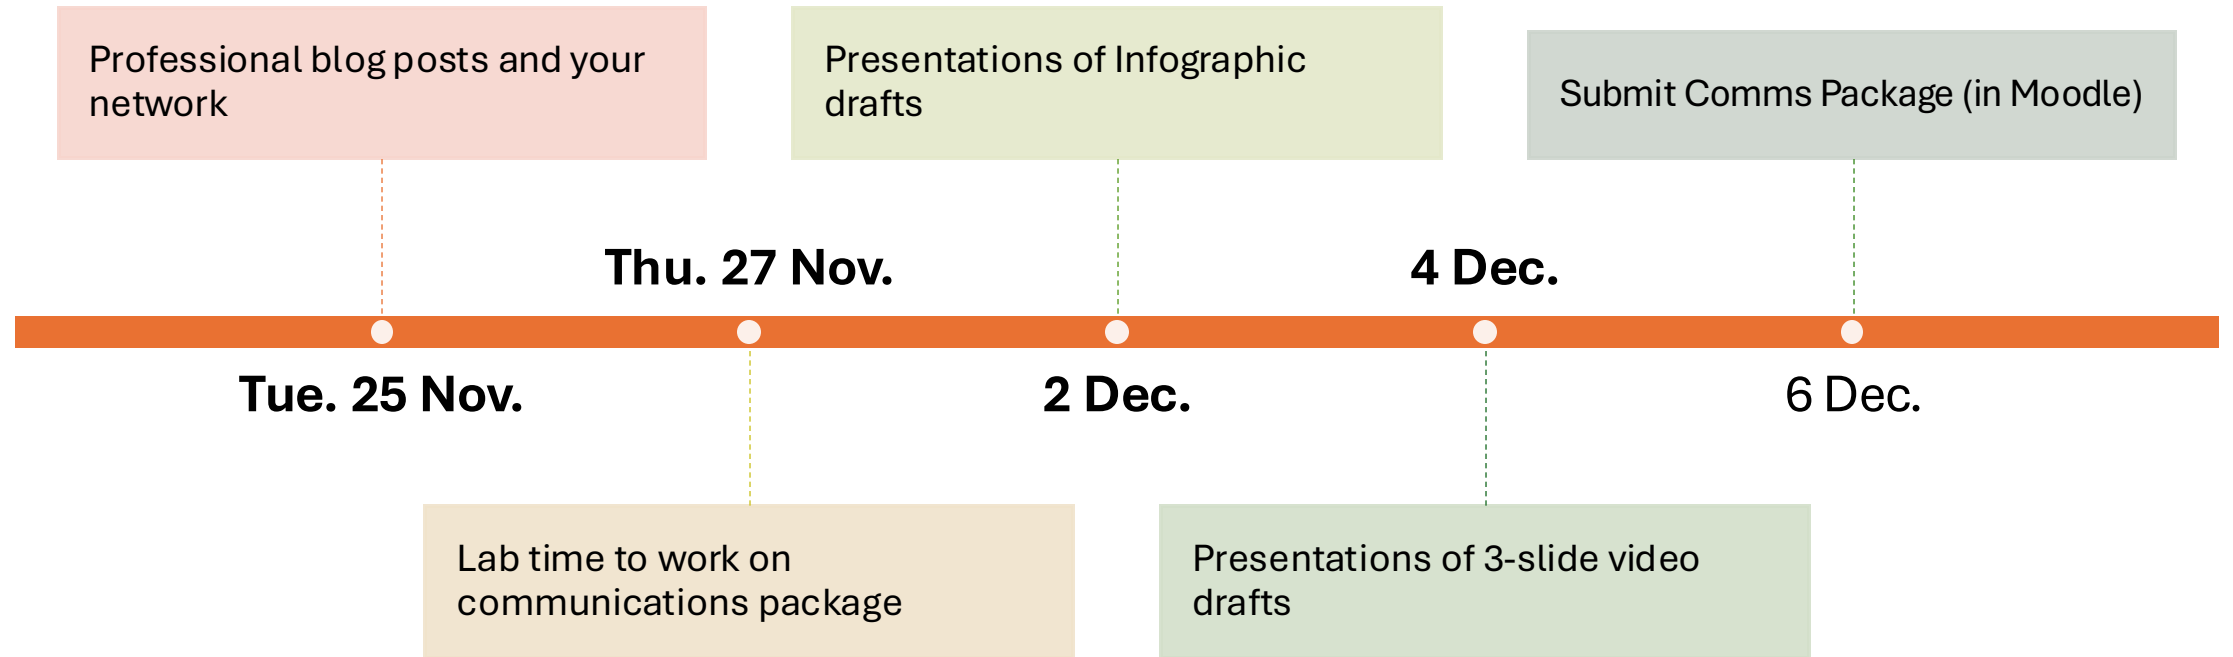 Professional blog posts and your
network
Tue. 25 Nov.
Thu. 27 Nov.
Lab time to work on
communications package
Presentations of Infographic
drafts
2 Dec.
4 Dec.
Presentations of 3-slide video
drafts
Submit Comms Package (in Moodle)
6 Dec.